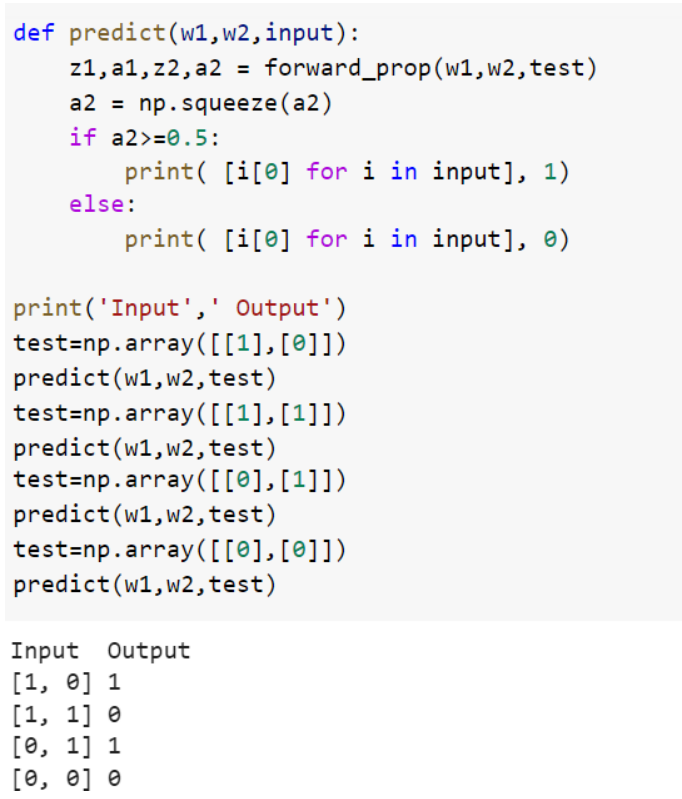 def predict(w1,w2,input):
    z1,a1,z2,a2 = forward_prop(w1,w2,test)
    a2 = np.squeeze(a2)
    if a2>=0.5:
        print( [i[0] for i in input], 1)
    else:
        print( [i[0] for i in input], 0)

print('Input',' Output')
test=np.array([[1],[0]])
predict(w1,w2,test)
test=np.array([[1],[1]])
predict(w1,w2,test)
test=np.array([[0],[1]])
predict(w1,w2,test)
test=np.array([[0],[0]])
predict(w1,w2,test)
Input  Output
[1, 0] 1
[1, 1] 0
[0, 1] 1
[0, 0] 0